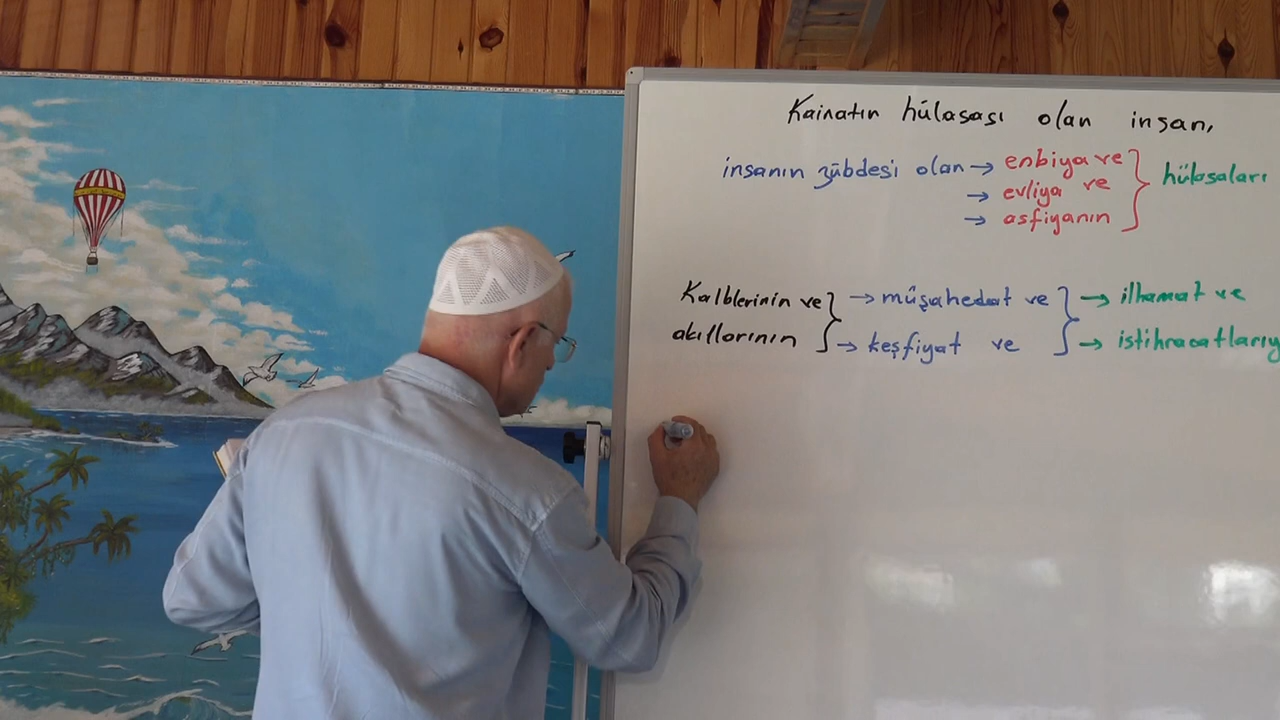 Kainatın hülasası olan insan,
insanın zübdesi olan → enbiya ve } hülasaları
→ evliya ve
→ asfiyanın
Kalblerinin ve } → müşahedat ve } → ilhamat ve
akıllarının → keşfiyat ve → istihracatlarıy